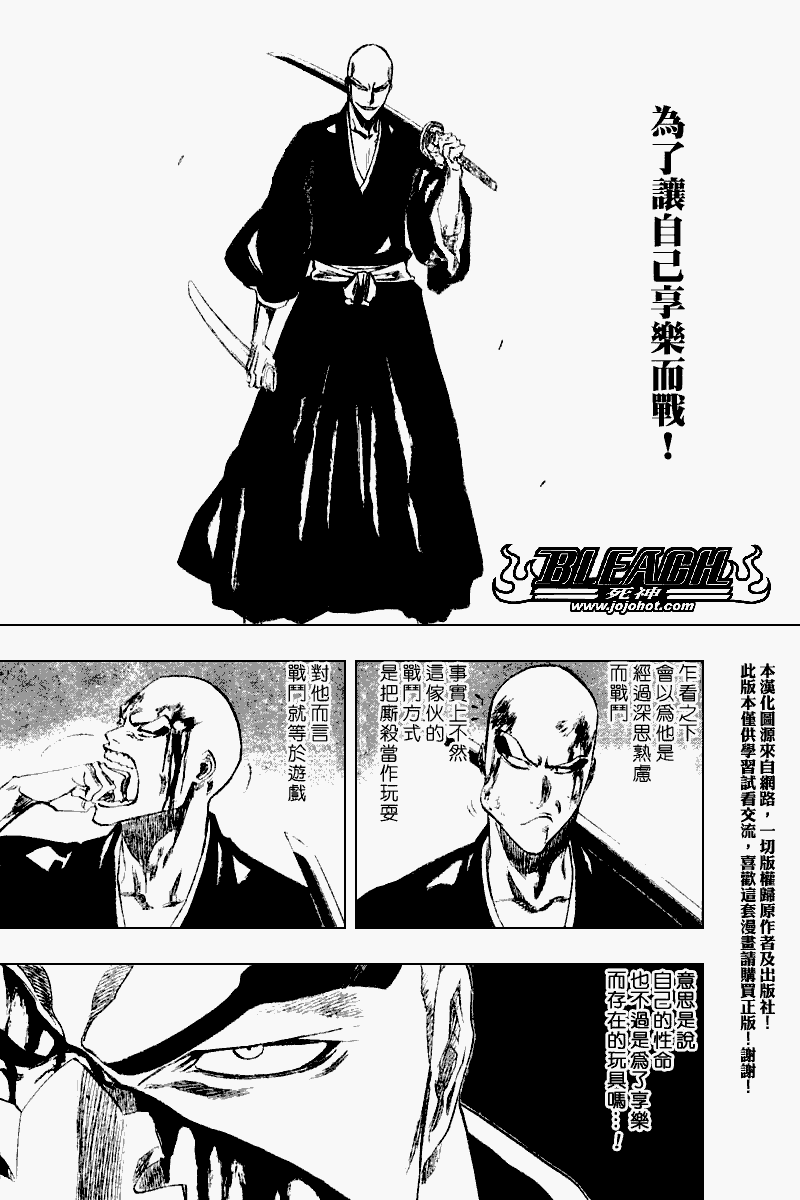 為了讓自己享樂而戰！
BLEACH
死神
www.jojohot.com
乍看之下
會以為他是
經過深思熟慮
而戰鬥
事實上不然
這傢伙的
戰鬥方式
是把廝殺當作玩耍
對他而言
戰鬥就等於遊戲
意思是說
自己的性命
也不過是為了享樂
而存在的玩具嗎…！
本漢化圖源來自網路，一切版權歸原作者及出版社！
此版本僅供學習試看交流，喜歡這套漫畫請購買正版！謝謝！